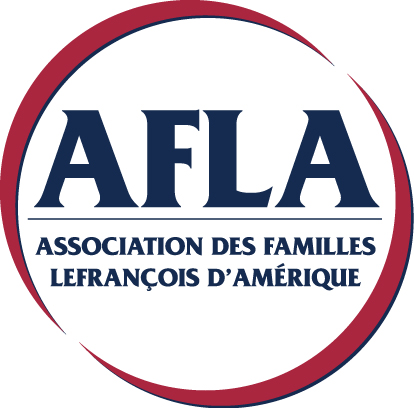 AFLA
ASSOCIATION DES FAMILLES
LEFRANÇOIS D'AMÉRIQUE